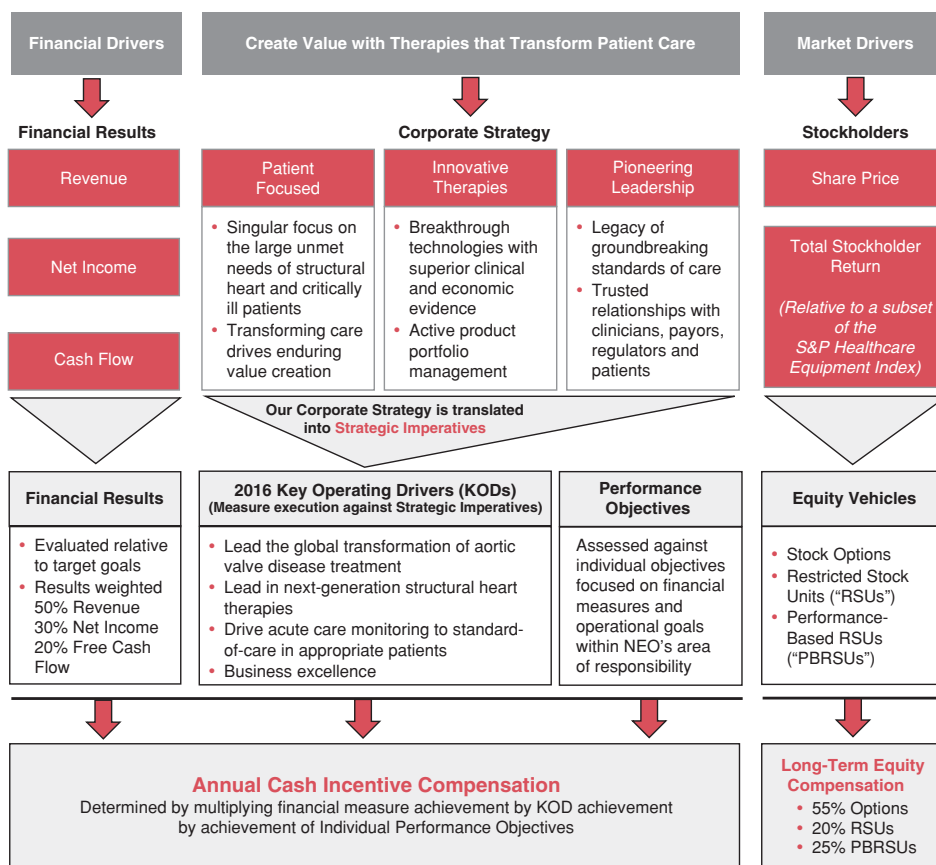 Financial Drivers
Create Value with Therapies that Transform Patient Care
Market Drivers
Financial Results
Corporate Strategy
Stockholders
Revenue
Net Income
Cash Flow
Patient
Focused
• Singular focus on
the large unmet
needs of structural
heart and critically
ill patients
• Transforming care
drives enduring
value creation
Innovative
Therapies
• Breakthrough
technologies with
superior clinical
and economic
evidence
• Active product
portfolio
management
Pioneering
Leadership
• Legacy of
groundbreaking
standards of care
• Trusted
relationships with
clinicians, payors,
regulators and
patients
Share Price
Total Stockholder
Return
(Relative to a subset
of the
S&P Healthcare
Equipment Index)
Our Corporate Strategy is translated
into Strategic Imperatives
Financial Results
• Evaluated relative
to target goals
• Results weighted
50% Revenue
30% Net Income
20% Free Cash
Flow
2016 Key Operating Drivers (KODs)
(Measure execution against Strategic Imperatives)
• Lead the global transformation of aortic
valve disease treatment
• Lead in next-generation structural heart
therapies
• Drive acute care monitoring to standard-
of-care in appropriate patients
• Business excellence
Performance
Objectives
Assessed against
individual objectives
focused on financial
measures and
operational goals
within NEO's area
of responsibility
Equity Vehicles
• Stock Options
• Restricted Stock
Units (“RSUs”)
• Performance-
Based RSUs
(“PBRSUs”)
Annual Cash Incentive Compensation
Determined by multiplying financial measure achievement by KOD achievement
by achievement of Individual Performance Objectives
Long-Term Equity
Compensation
• 55% Options
• 20% RSUs
• 25% PBRSUs